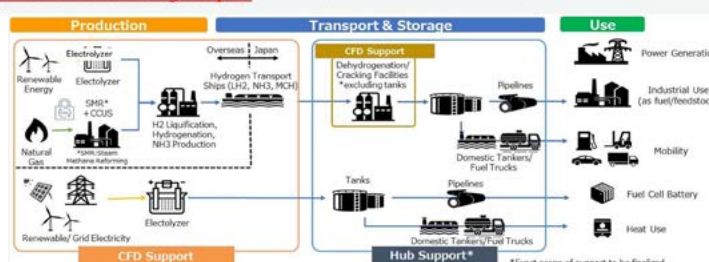 Production
Transport & Storage
Use
Electrolyzer
Renewable
Energy
Electrolyzer
SMR*
+CCUS
*SMR:Steam
Methane Reforming
Natural
Gas
H2 Liquification,
Hydrogenation,
NH3 Production
Overseas
Japan
Hydrogen Transport
Ships (LH2, NH3, MCH)
CFD Support
Dehydrogenation/
Cracking Facilities
*excluding tanks
Pipelines
Domestic Tankers/
Fuel Trucks
Renewable/ Grid Electricity
Electrolyzer
Tanks
Pipelines
Domestic Tankers/Fuel Trucks
CFD Support
Hub Support*
Power Generati
Industrial Use
(as fuel/feedstoc
Mobility
Fuel Cell Battery
Heat Use